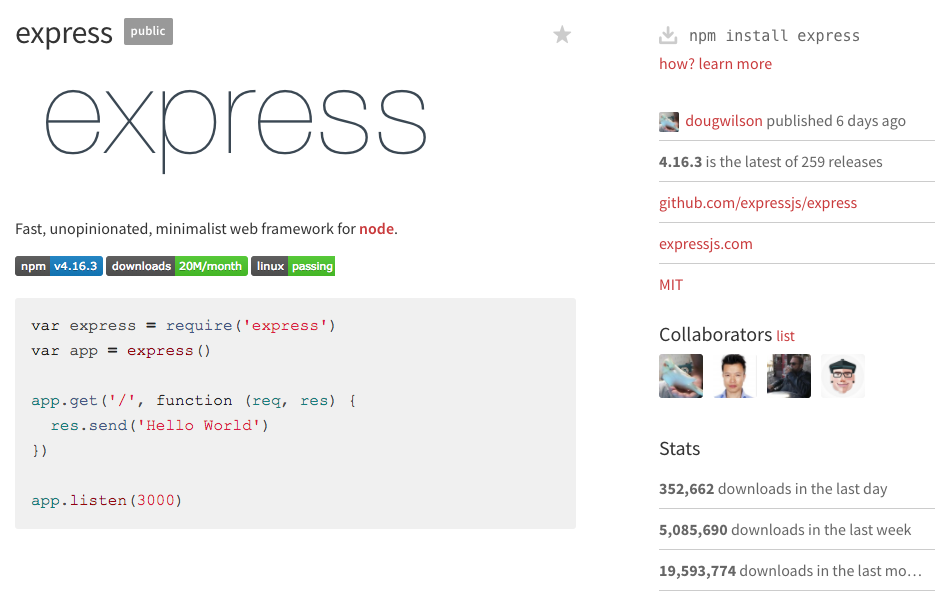 express public
express
Fast, unopinionated, minimalist web framework for node.
npm v4.16.3 downloads 20M/month linux passing
var express = require('express')
var app = express()
app.get('/', function (req, res) {
  res.send('Hello World')
})
app.listen(3000)
npm install express
how? learn more
dougwilson published 6 days ago
4.16.3 is the latest of 259 releases
github.com/expressjs/express
expressjs.com
MIT
Collaborators list
Stats
352,662 downloads in the last day
5,085,690 downloads in the last week
19,593,774 downloads in the last mo…